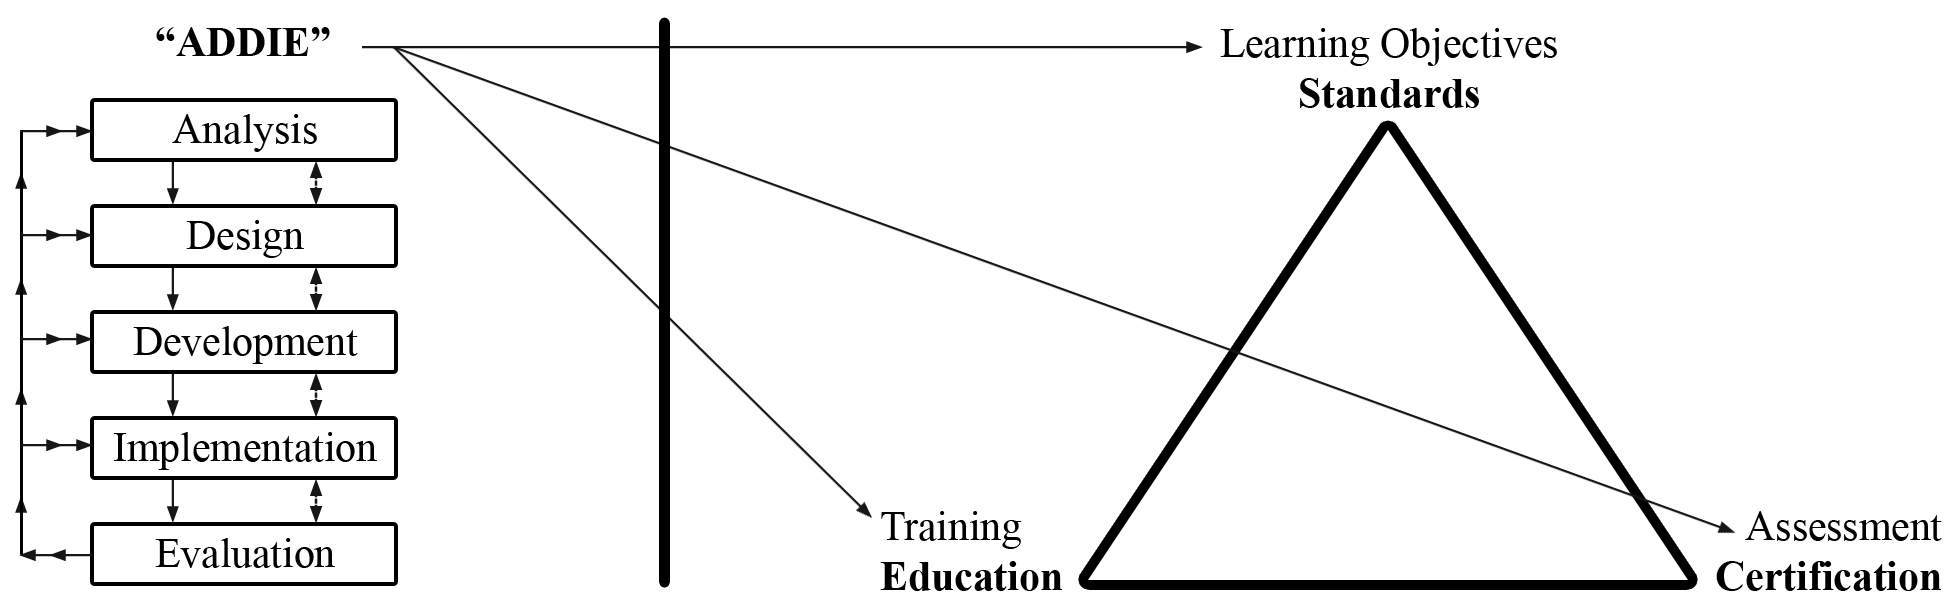 “ADDIE”
Analysis
Design
Development
Implementation
Evaluation
Learning Objectives
Standards
Training
Education
Assessment
Certification